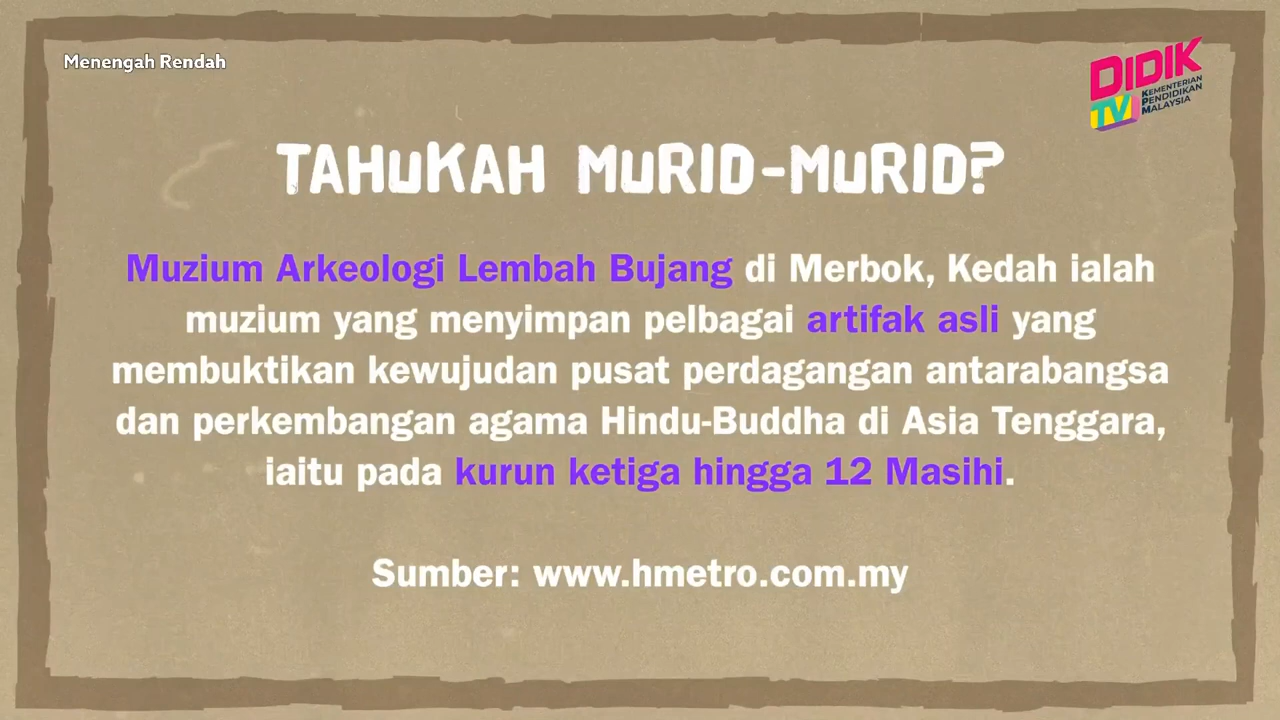 Menengah Rendah
DIDIK
TV
KEMENTERIAN
PENDIDIKAN
MALAYSIA
TAHUKAH MURID-MURID?
Muzium Arkeologi Lembah Bujang di Merbok, Kedah ialah
muzium yang menyimpan pelbagai artifak asli yang
membuktikan kewujudan pusat perdagangan antarabangsa
dan perkembangan agama Hindu-Buddha di Asia Tenggara,
iaitu pada kurun ketiga hingga 12 Masihi.
Sumber: www.hmetro.com.my